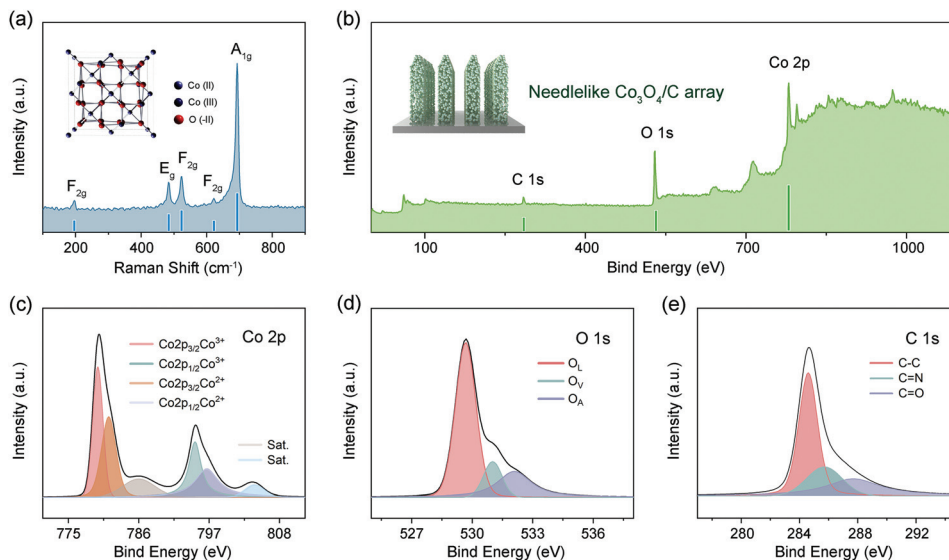 (a)
A1g
Co (II)
Co (III)
O (-II)
F2g
Eg
F2g
F2g
Intensity (a.u.)
200 400 600 800
Raman Shift (cm-1)
(b)
Needlelike Co3O4/C array
Co 2p
O 1s
C 1s
Intensity (a.u.)
100 400 700 1000
Bind Energy (eV)
(c)
Co 2p
Co2p3/2Co3+
Co2p1/2Co3+
Co2p3/2Co2+
Co2p1/2Co2+
Sat.
Sat.
Intensity (a.u.)
775 786 797 808
Bind Energy (eV)
(d)
O 1s
OL
OV
OA
Intensity (a.u.)
527 530 533 536
Bind Energy (eV)
(e)
C 1s
C-C
C=N
C=O
Intensity (a.u.)
280 284 288 292
Bind Energy (eV)